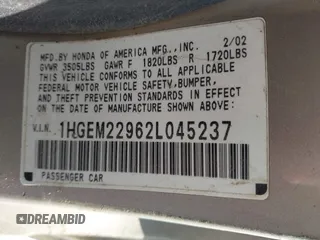 MFD.BY HONDA OF AMERICA MFG.,INC. 2/02
GVWR 3505LBS GAWR F 1820LBS R 1720LBS
THIS VEHICLE CONFORMS TO ALL APPLICABLE
FEDERAL MOTOR VEHICLE SAFETY,BUMPER,
AND THEFT PREVENTION STANDARDS IN EFFECT
ON THE DATE OF MANUFACTURE SHOWN ABOVE.
V.I.N. 1HGEM22962L045237
PASSENGER CAR
DREAMBID